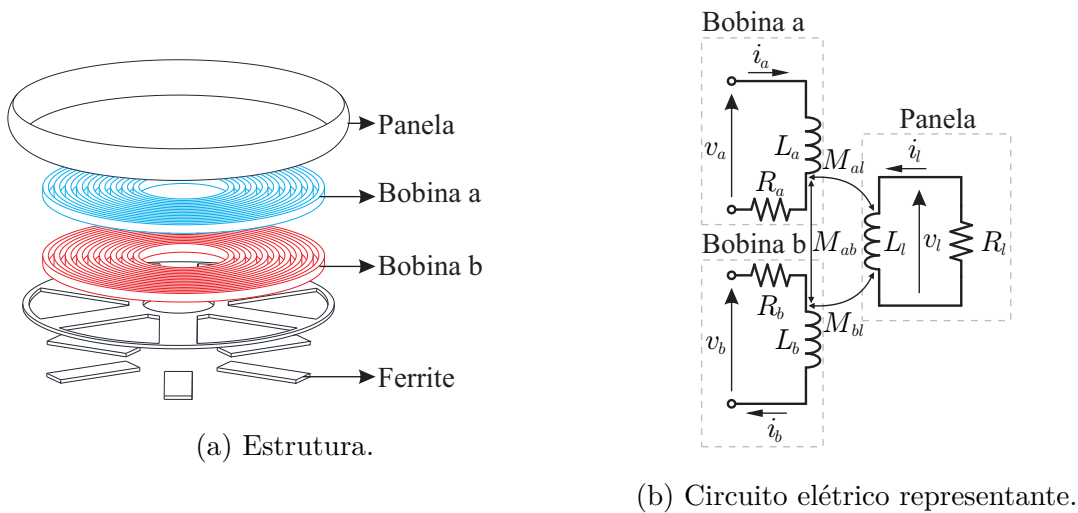 Panela
Bobina a
Bobina b
Ferrite
(a) Estrutura.
Bobina a
i_a
v_a
L_a
R_a
M_al
Panela
i_l
L_l
v_l
R_l
M_ab
Bobina b
R_b
M_bl
v_b
L_b
i_b
(b) Circuito elétrico representante.